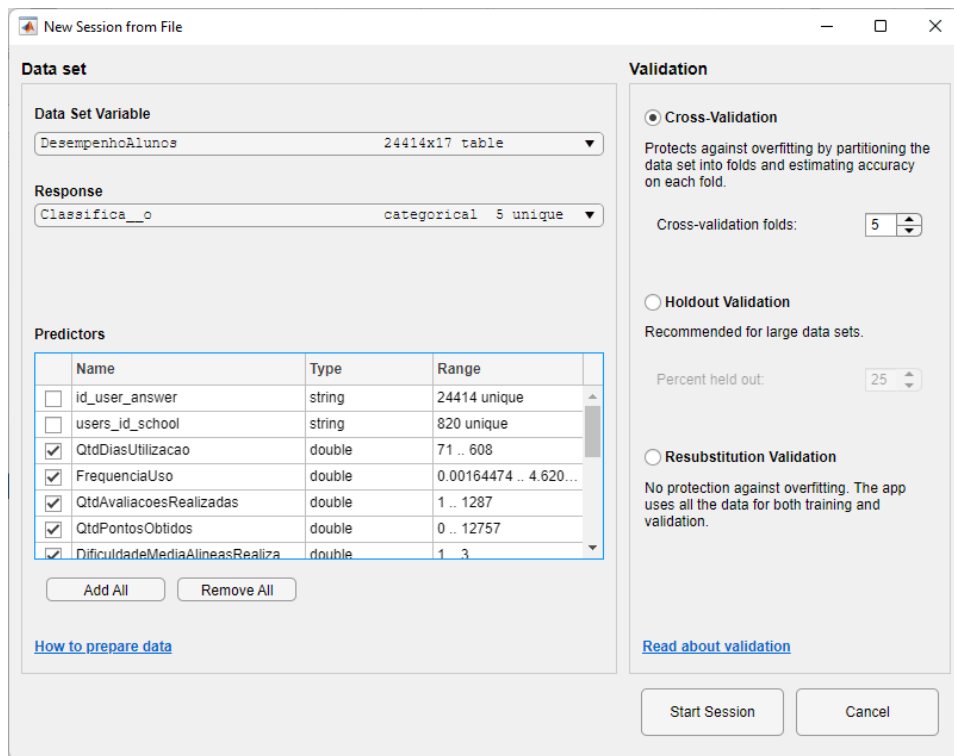 New Session from File
Data set
Data Set Variable
DesempenhoAlunos 24414x17 table
Response
Classifica__o categorical 5 unique
Predictors
Name Type Range
id_user_answer string 24414 unique
users_id_school string 820 unique
QtdDiasUtilizacao double 71 .. 608
FrequenciaUso double 0.00164474 .. 4.620...
QtdAvaliacoesRealizadas double 1 .. 1287
QtdPontosObtidos double 0 .. 12757
DificuldadeMediaAlineasRealiza double 1 .. 3
Add All Remove All
How to prepare data
Validation
Cross-Validation
Protects against overfitting by partitioning the
data set into folds and estimating accuracy
on each fold.
Cross-validation folds: 5
Holdout Validation
Recommended for large data sets.
Percent held out: 25
Resubstitution Validation
No protection against overfitting. The app
uses all the data for both training and
validation.
Read about validation
Start Session Cancel